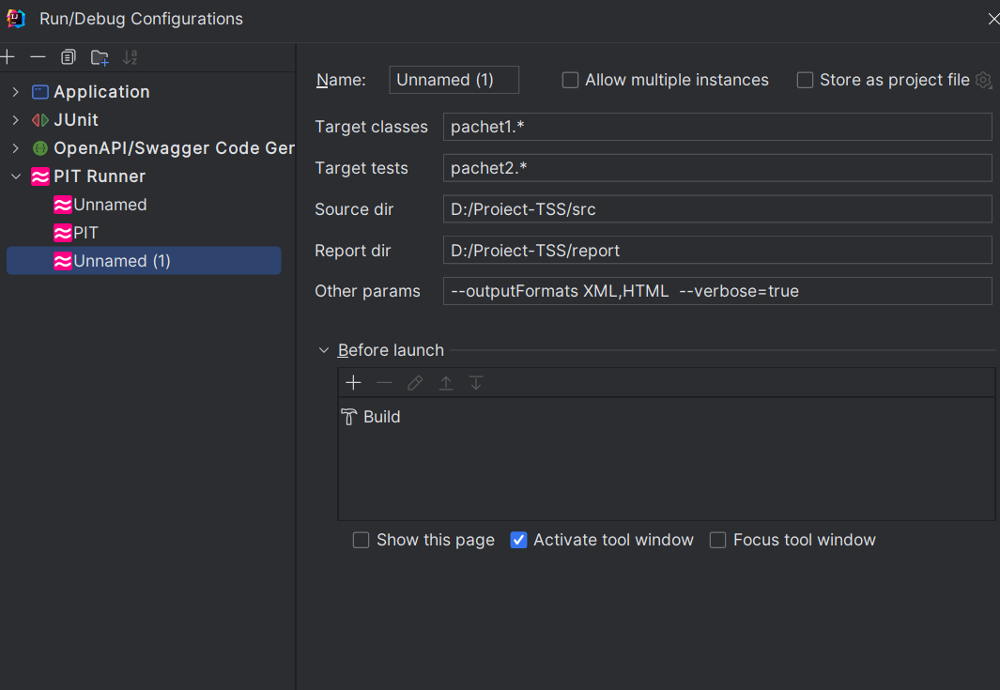 Run/Debug Configurations
Application
JUnit
OpenAPI/Swagger Code Ger
PIT Runner
Unnamed
PIT
Unnamed (1)
Name: Unnamed (1) Allow multiple instances Store as project file
Target classes pachet1.*
Target tests pachet2.*
Source dir D:/Proiect-TSS/src
Report dir D:/Proiect-TSS/report
Other params --outputFormats XML,HTML --verbose=true
Before launch
Build
Show this page Activate tool window Focus tool window